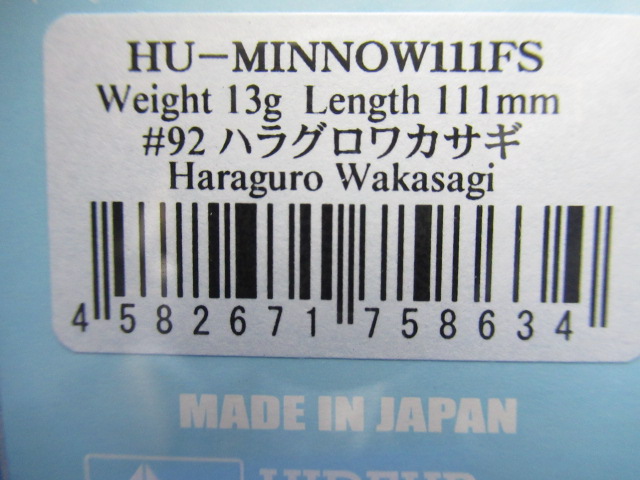 HU-MINNOW111FS
Weight 13g Length 111mm
#92 ハラグロワカサギ
Haraguro Wakasagi
4 582671 758634
MADE IN JAPAN
HIDEUP